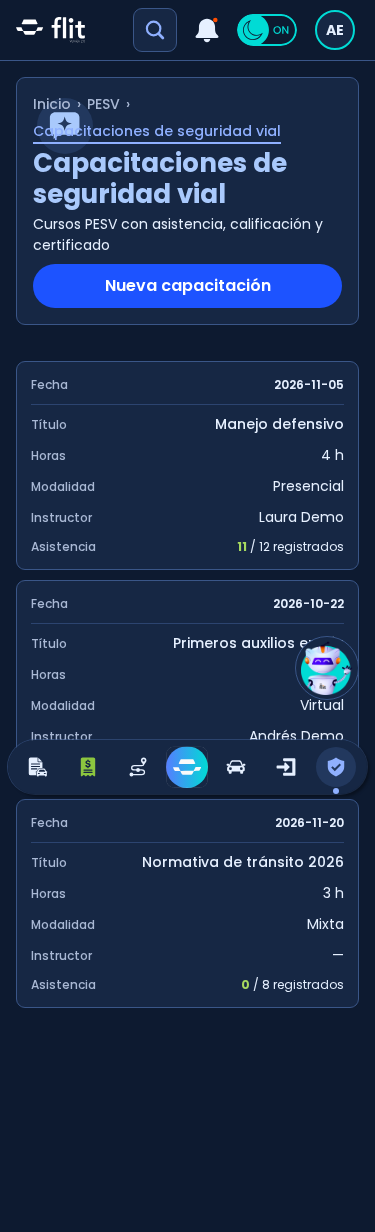 flit
ON
AE
Inicio › PESV ›
Capacitaciones de seguridad vial
Capacitaciones de
seguridad vial
Cursos PESV con asistencia, calificación y
certificado
Nueva capacitación
Fecha 2026-11-05
Título Manejo defensivo
Horas 4 h
Modalidad Presencial
Instructor Laura Demo
Asistencia 11 / 12 registrados
Fecha 2026-10-22
Título Primeros auxilios
Horas
Modalidad Virtual
Instructor Andrés Demo
Fecha 2026-11-20
Título Normativa de tránsito 2026
Horas 3 h
Modalidad Mixta
Instructor —
Asistencia 0 / 8 registrados